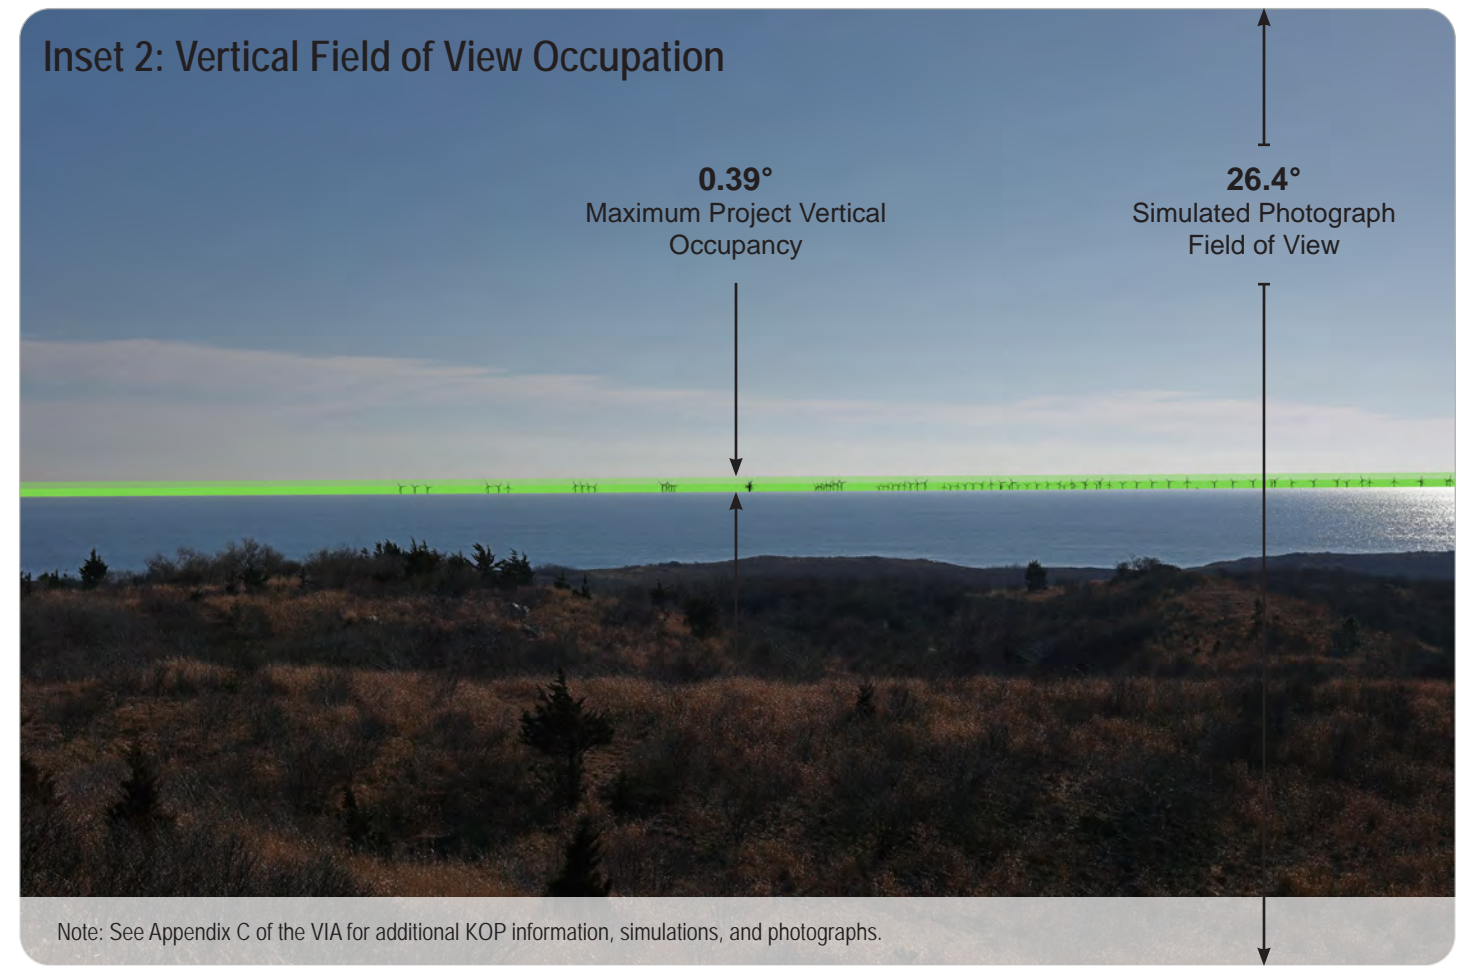 Inset 2: Vertical Field of View Occupation
0.39°
Maximum Project Vertical
Occupancy
26.4°
Simulated Photograph
Field of View
Note: See Appendix C of the VIA for additional KOP information, simulations, and photographs.